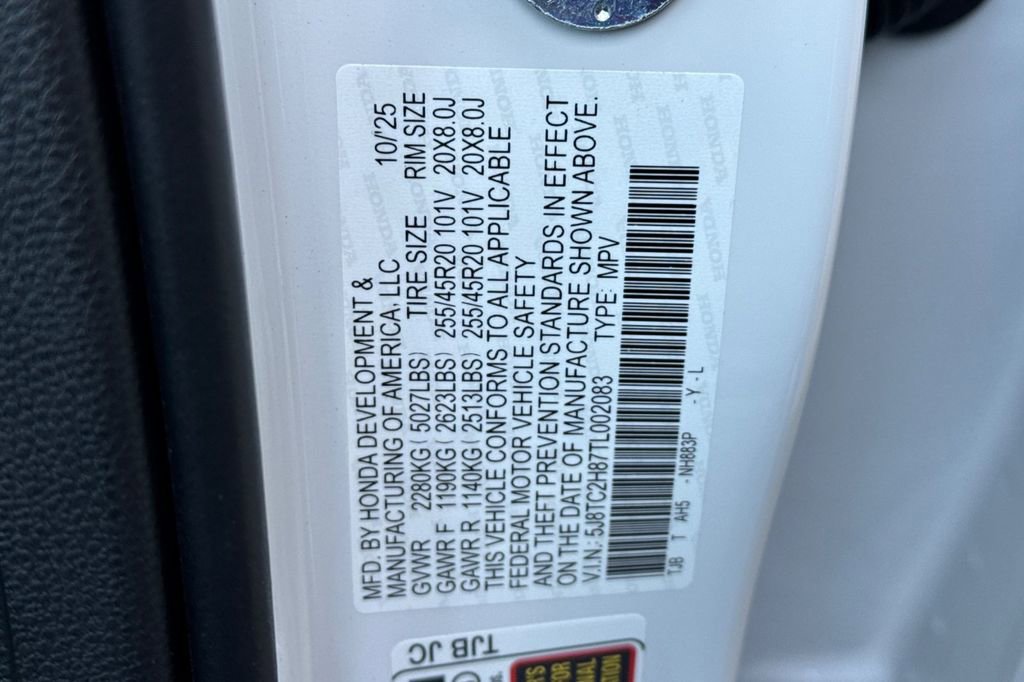 MFD. BY HONDA DEVELOPMENT &
MANUFACTURING OF AMERICA, LLC 10/'25
GVWR 2280KG ( 5027LBS) TIRE SIZE RIM SIZE
GAWR F 1190KG ( 2623LBS) 255/45R20 101V 20X8.0J
GAWR R 1140KG ( 2513LBS) 255/45R20 101V 20X8.0J
THIS VEHICLE CONFORMS TO ALL APPLICABLE
FEDERAL MOTOR VEHICLE SAFETY
AND THEFT PREVENTION STANDARDS IN EFFECT
ON THE DATE OF MANUFACTURE SHOWN ABOVE.
V.I.N.: 5J8TC2H87TL002083 TYPE: MPV
TJB T AH5 - NH883P - Y - L
TJB JC
FOR